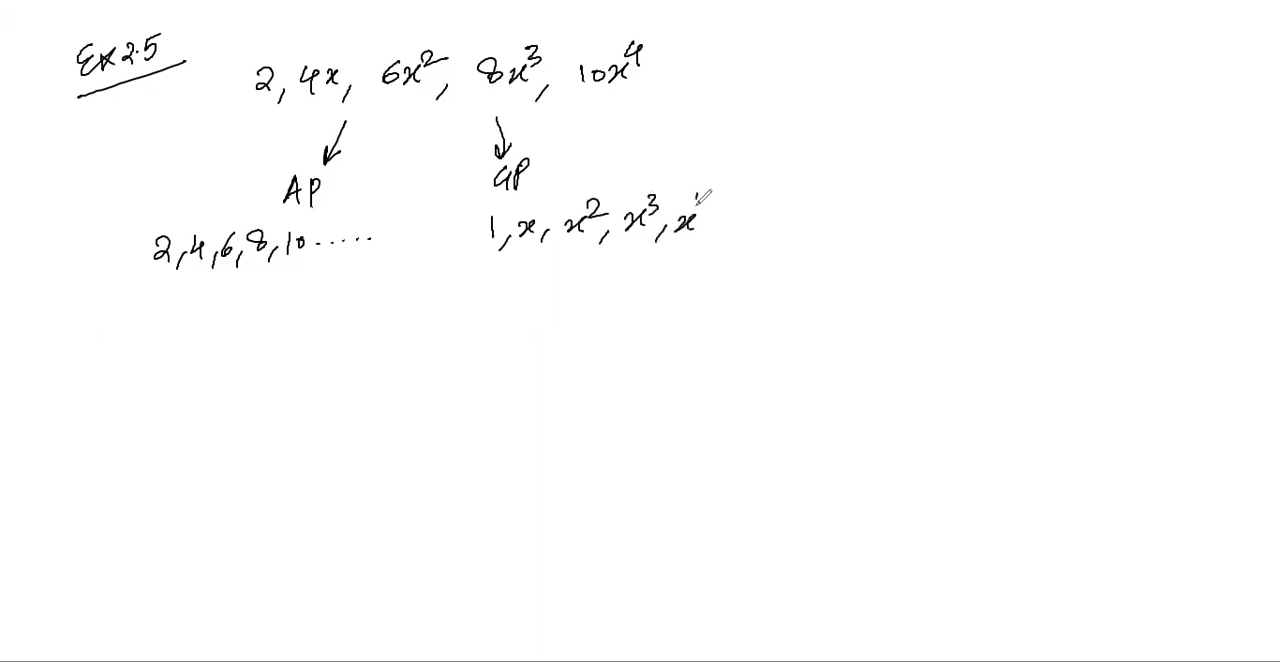 Ex 2.5
2, 4x, 6x², 8x³, 10x⁴
AP GP
2, 4, 6, 8, 10 ..... 1, x, x², x³, x